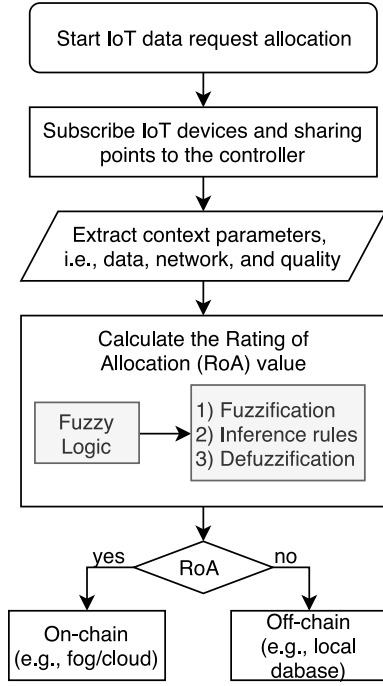 Start IoT data request allocation
Subscribe IoT devices and sharing
points to the controller
Extract context parameters,
i.e., data, network, and quality
Calculate the Rating of
Allocation (RoA) value
Fuzzy
Logic
1) Fuzzification
2) Inference rules
3) Defuzzification
yes
RoA
no
On-chain
(e.g., fog/cloud)
Off-chain
(e.g., local
dabase)